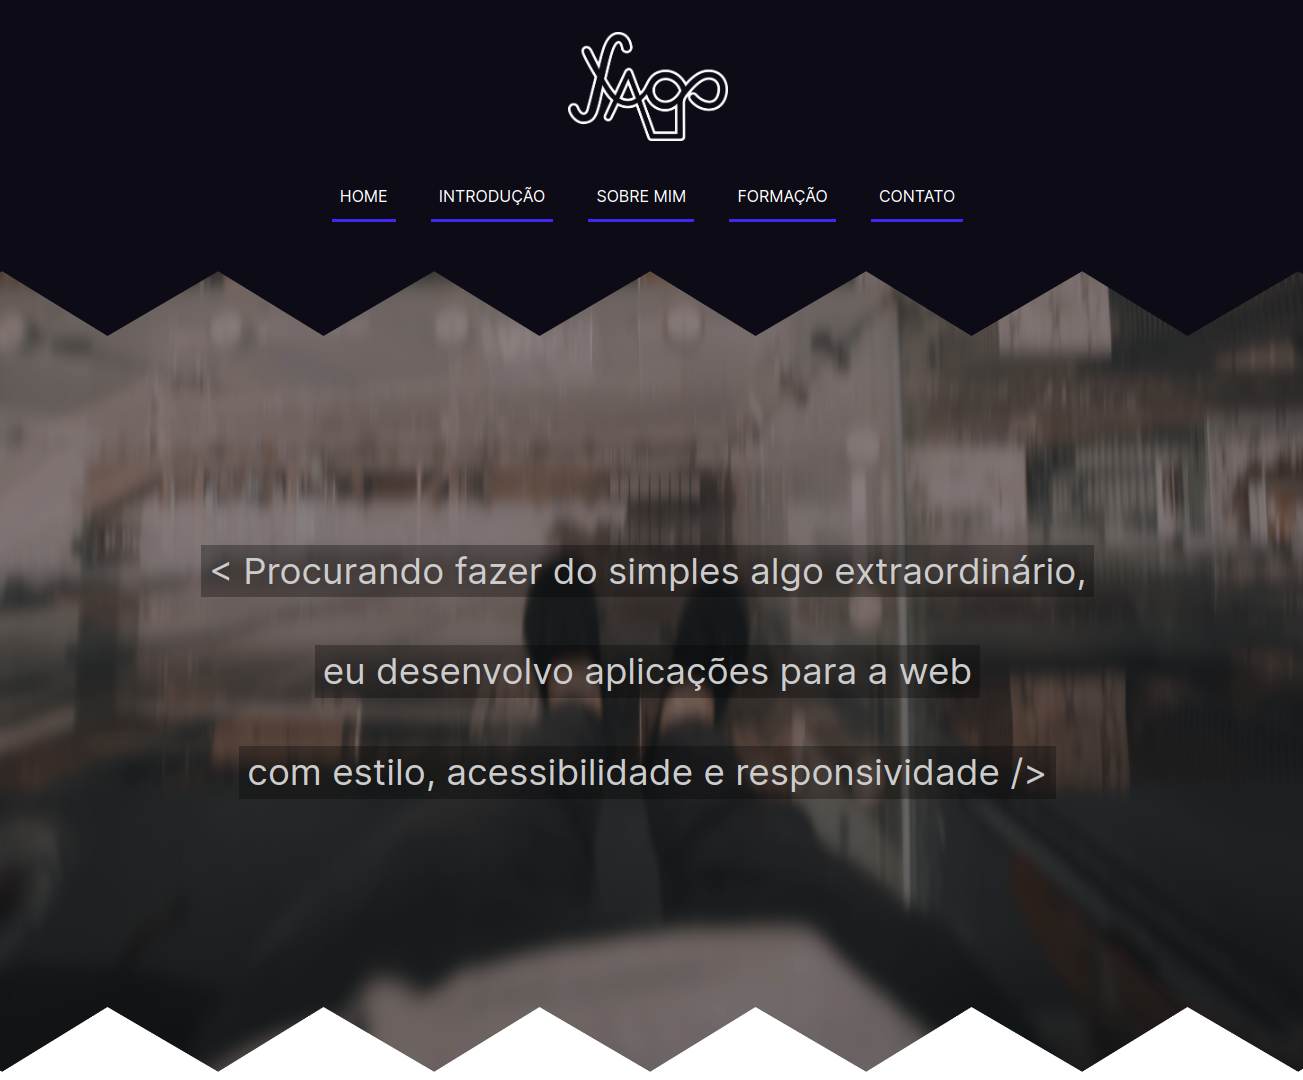 Yago
HOME INTRODUÇÃO SOBRE MIM FORMAÇÃO CONTATO
< Procurando fazer do simples algo extraordinário,
eu desenvolvo aplicações para a web
com estilo, acessibilidade e responsividade />